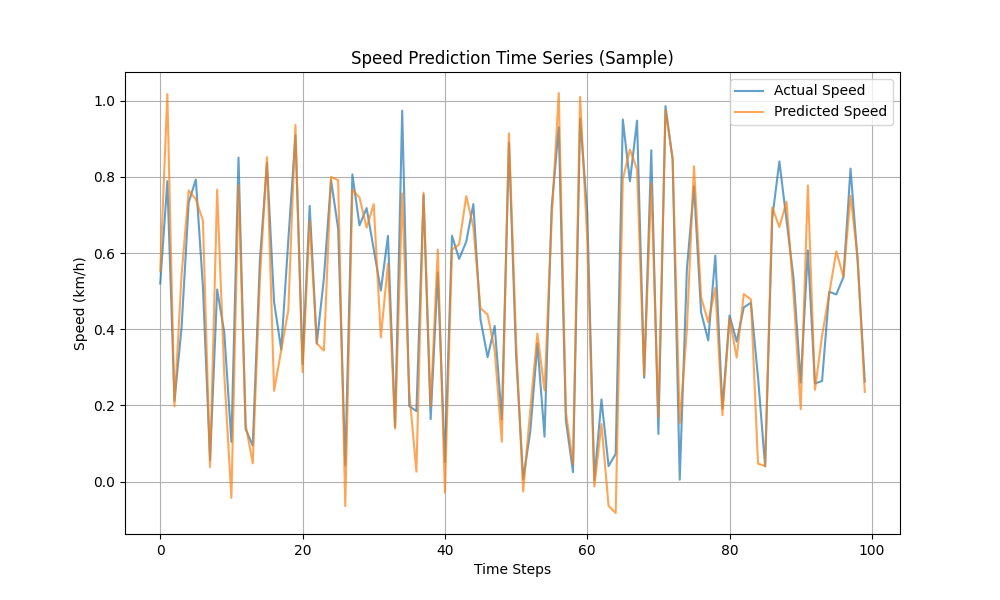 Speed Prediction Time Series (Sample)
Actual Speed
Predicted Speed
Speed (km/h)
1.0
0.8
0.6
0.4
0.2
0.0
0 20 40 60 80 100
Time Steps